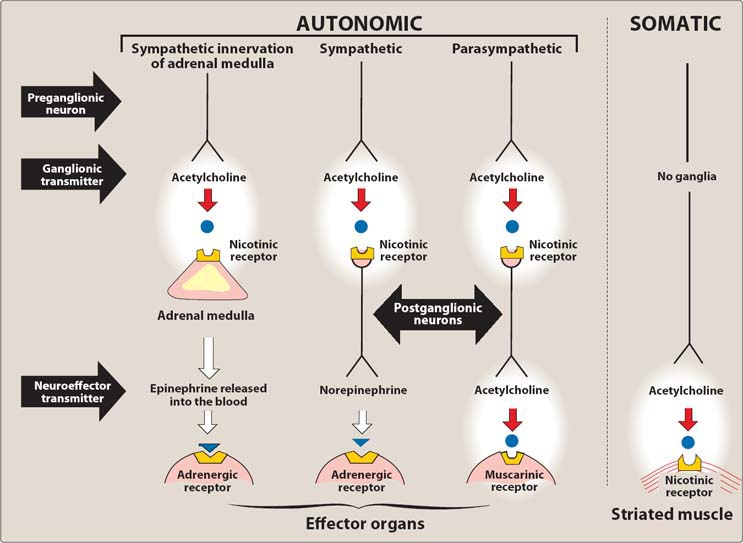 AUTONOMIC
SOMATIC
Sympathetic innervation
of adrenal medulla
Sympathetic
Parasympathetic
Preganglionic
neuron
Ganglionic
transmitter
Acetylcholine
Acetylcholine
Acetylcholine
No ganglia
Nicotinic
receptor
Nicotinic
receptor
Nicotinic
receptor
Adrenal medulla
Postganglionic
neurons
Neuroeffector
transmitter
Epinephrine released
into the blood
Norepinephrine
Acetylcholine
Acetylcholine
Adrenergic
receptor
Adrenergic
receptor
Muscarinic
receptor
Nicotinic
receptor
Striated muscle
Effector organs